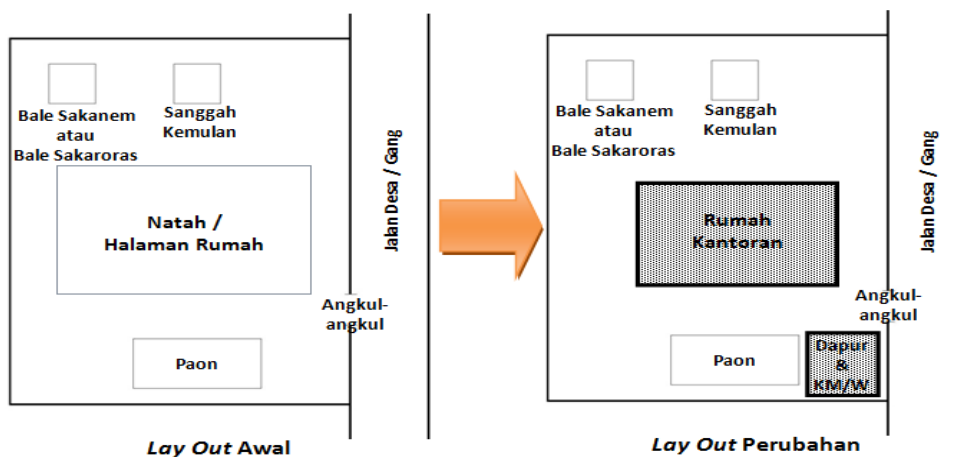 Bale Sakanem
atau
Bale Sakaroras
Sanggah
Kemulan
Natah /
Halaman Rumah
Jalan Desa / Gang
Angkul-
angkul
Paon
Lay Out Awal
Bale Sakanem
atau
Bale Sakaroras
Sanggah
Kemulan
Rumah
Kantoran
Jalan Desa / Gang
Angkul-
angkul
Paon
Dapur
&
KM/W
Lay Out Perubahan